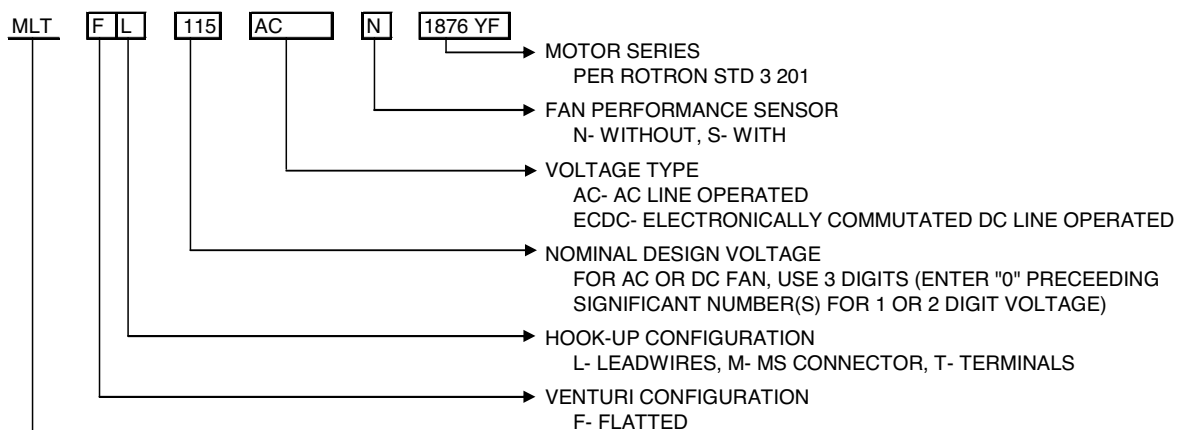 MLT F L 115 AC N 1876 YF
MOTOR SERIES
PER ROTRON STD 3 201
FAN PERFORMANCE SENSOR
N- WITHOUT, S- WITH
VOLTAGE TYPE
AC- AC LINE OPERATED
ECDC- ELECTRONICALLY COMMUTATED DC LINE OPERATED
NOMINAL DESIGN VOLTAGE
FOR AC OR DC FAN, USE 3 DIGITS (ENTER "0" PRECEEDING
SIGNIFICANT NUMBER(S) FOR 1 OR 2 DIGIT VOLTAGE)
HOOK-UP CONFIGURATION
L- LEADWIRES, M- MS CONNECTOR, T- TERMINALS
VENTURI CONFIGURATION
F- FLATTED